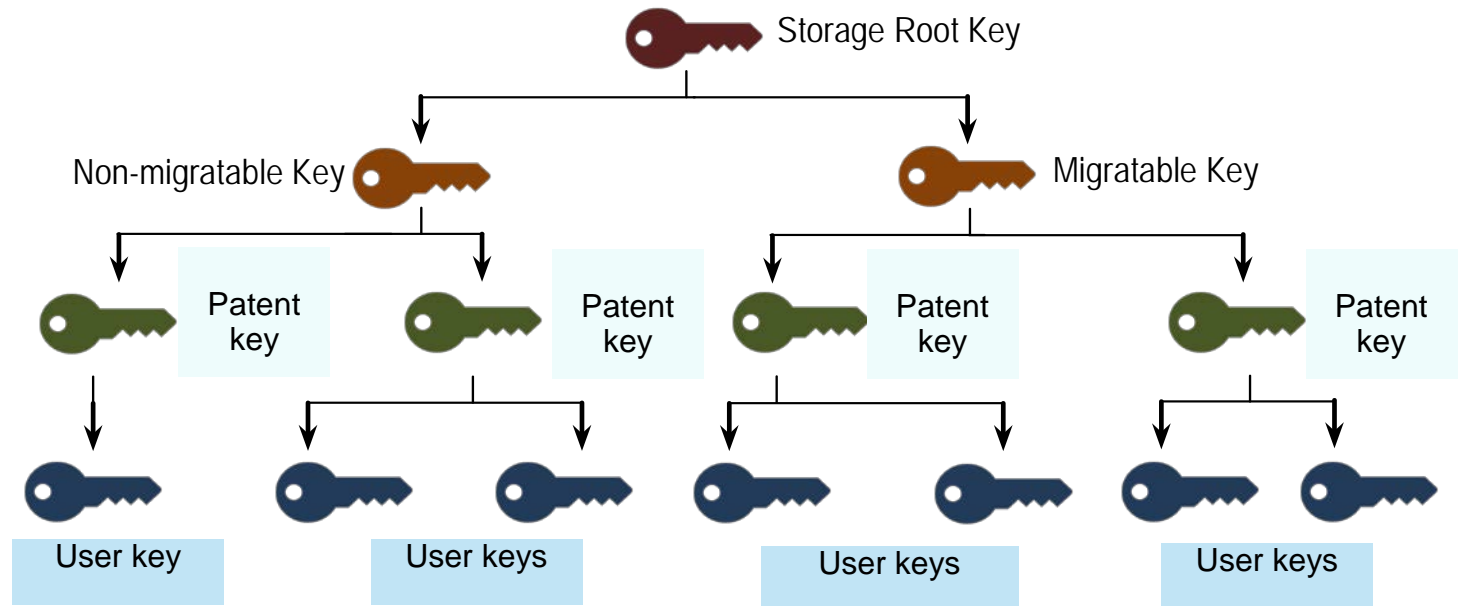 Storage Root Key
Non-migratable Key
Migratable Key
Patent
key
Patent
key
Patent
key
Patent
key
User key
User keys
User keys
User keys